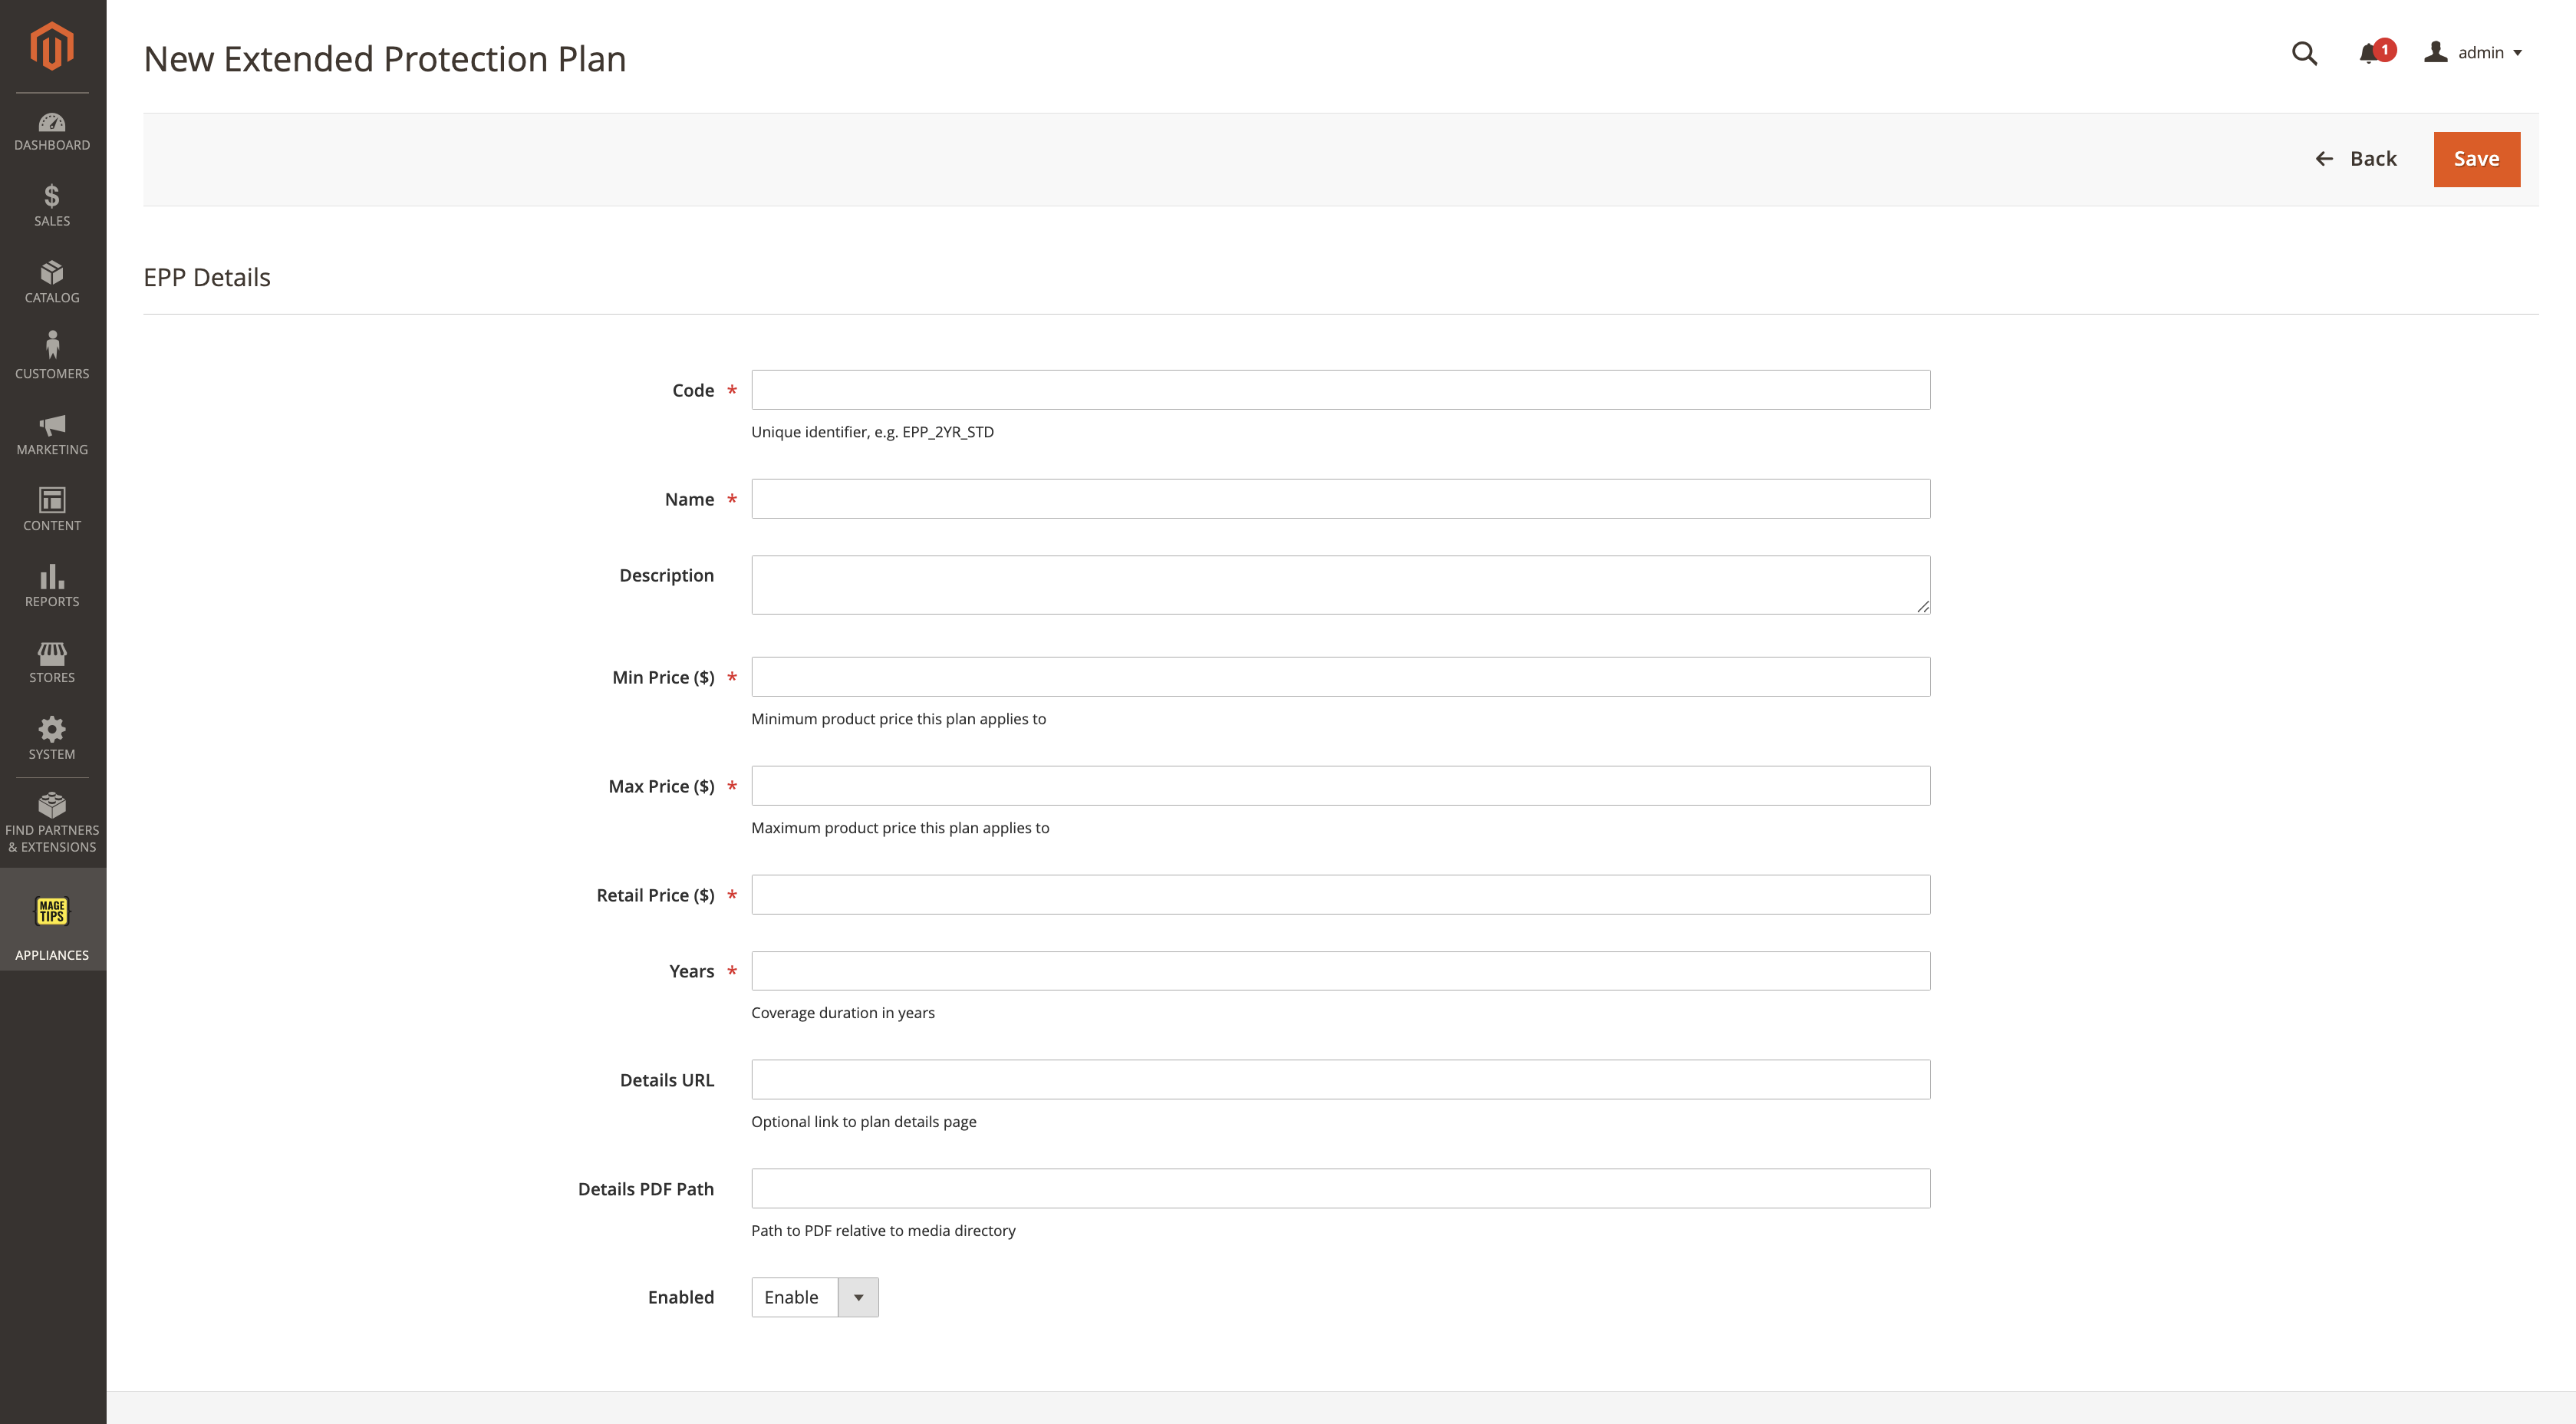 New Extended Protection Plan
1
admin
Back
Save
DASHBOARD
SALES
CATALOG
CUSTOMERS
MARKETING
CONTENT
REPORTS
STORES
SYSTEM
FIND PARTNERS
& EXTENSIONS
MAGE
TIPS
APPLIANCES
EPP Details
Code *
Unique identifier, e.g. EPP_2YR_STD
Name *
Description
Min Price ($) *
Minimum product price this plan applies to
Max Price ($) *
Maximum product price this plan applies to
Retail Price ($) *
Years *
Coverage duration in years
Details URL
Optional link to plan details page
Details PDF Path
Path to PDF relative to media directory
Enabled
Enable